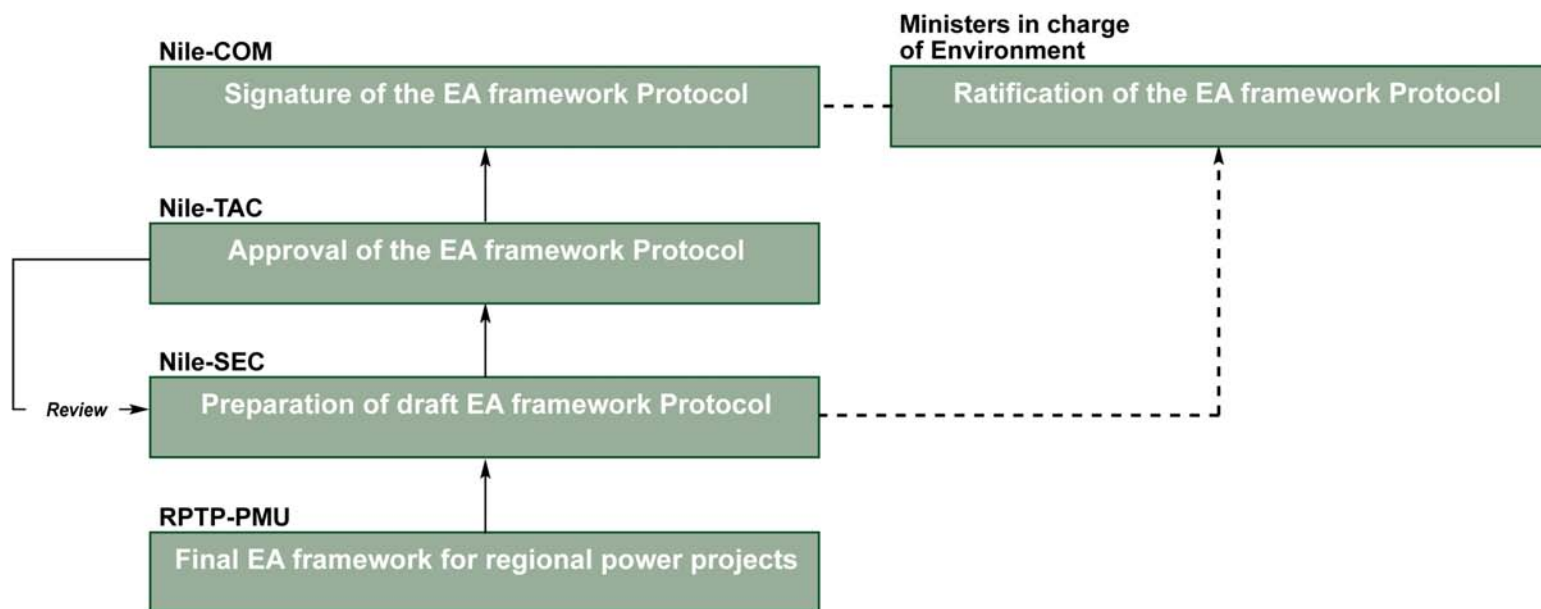 Nile-COM
Signature of the EA framework Protocol
Ministers in charge
of Environment
Ratification of the EA framework Protocol
Nile-TAC
Approval of the EA framework Protocol
Nile-SEC
Review
Preparation of draft EA framework Protocol
RPTP-PMU
Final EA framework for regional power projects